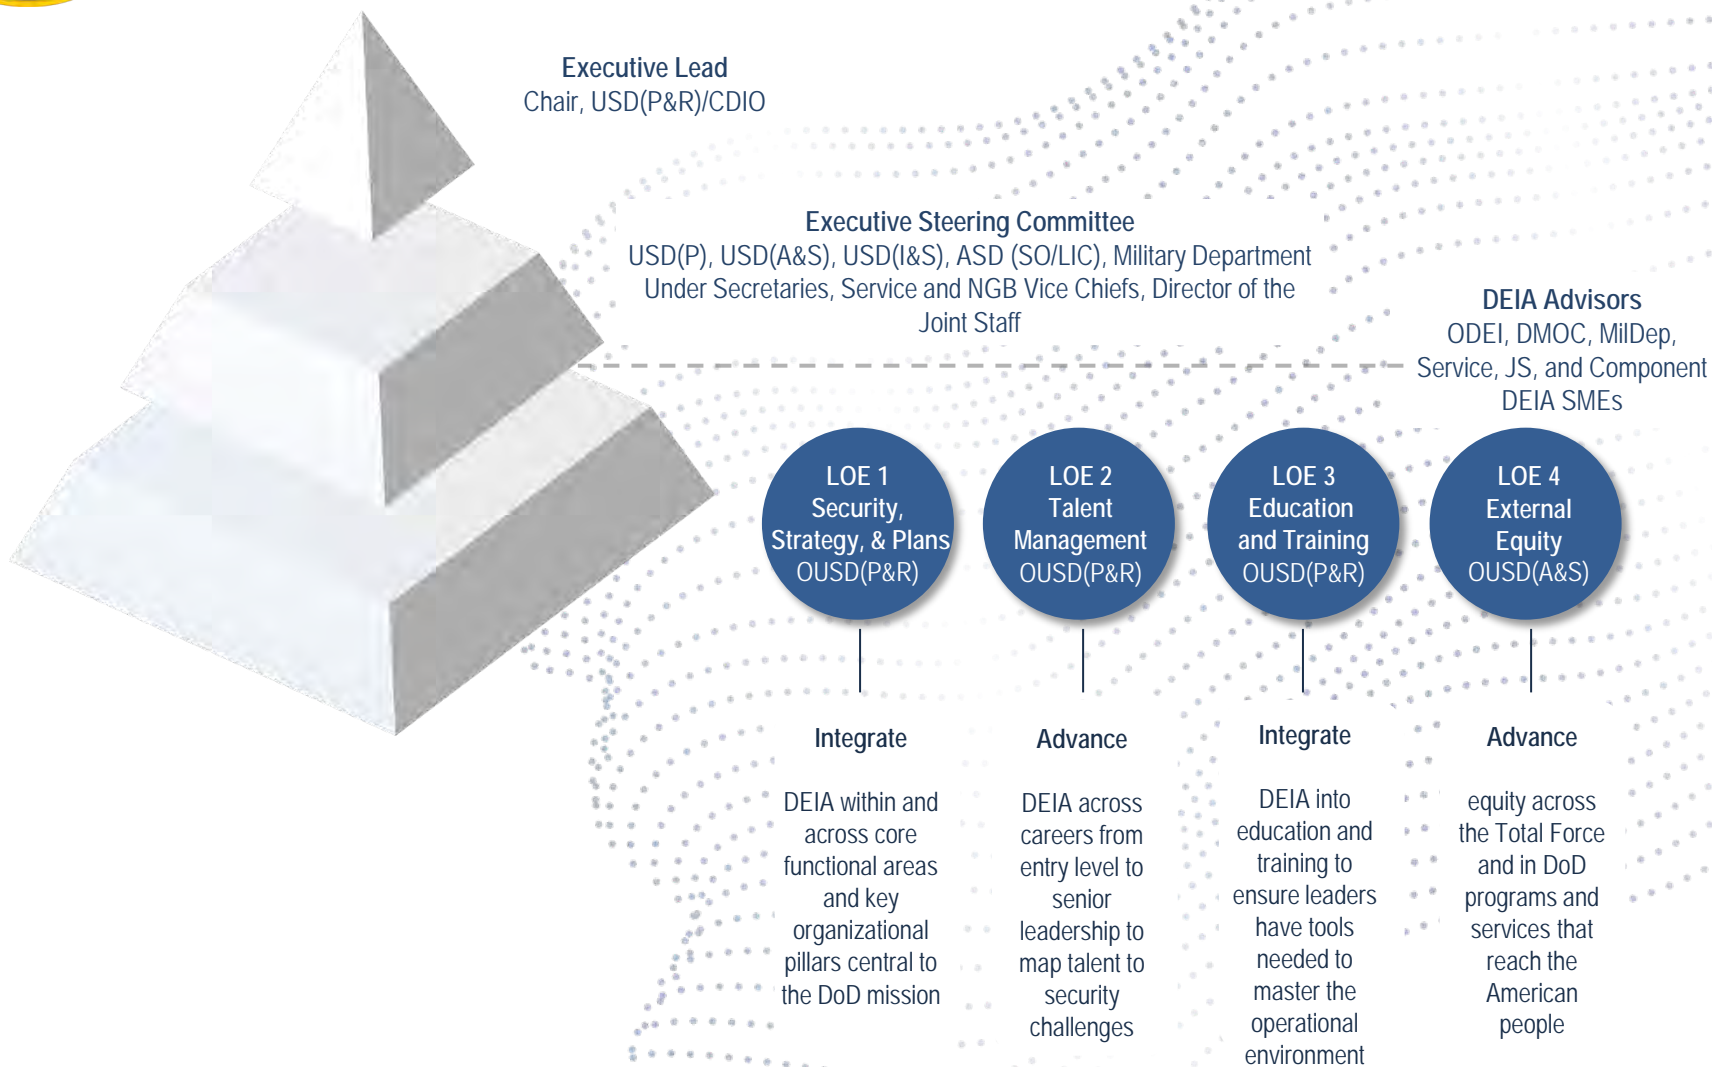 Executive Lead
Chair, USD(P&R)/CDIO
Executive Steering Committee
USD(P), USD(A&S), USD(I&S), ASD (SO/LIC), Military Department
Under Secretaries, Service and NGB Vice Chiefs, Director of the
Joint Staff
DEIA Advisors
ODEI, DMOC, MilDep,
Service, JS, and Component
DEIA SMEs
LOE 1
Security,
Strategy, & Plans
OUSD(P&R)
LOE 2
Talent
Management
OUSD(P&R)
LOE 3
Education
and Training
OUSD(P&R)
LOE 4
External
Equity
OUSD(A&S)
Integrate
DEIA within and
across core
functional areas
and key
organizational
pillars central to
the DoD mission
Advance
DEIA across
careers from
entry level to
senior
leadership to
map talent to
security
challenges
Integrate
DEIA into
education and
training to
ensure leaders
have tools
needed to
master the
operational
environment
Advance
equity across
the Total Force
and in DoD
programs and
services that
reach the
American
people